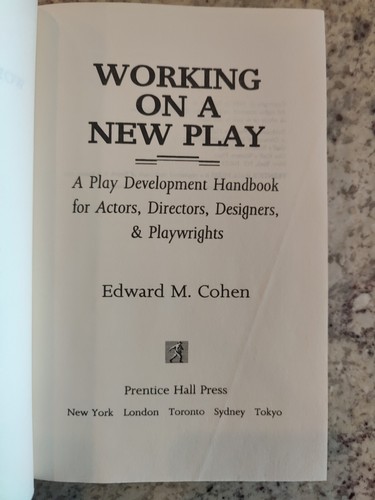 WORKING
ON A
NEW PLAY
A Play Development Handbook
for Actors, Directors, Designers,
& Playwrights
Edward M. Cohen
Prentice Hall Press
New York London Toronto Sydney Tokyo